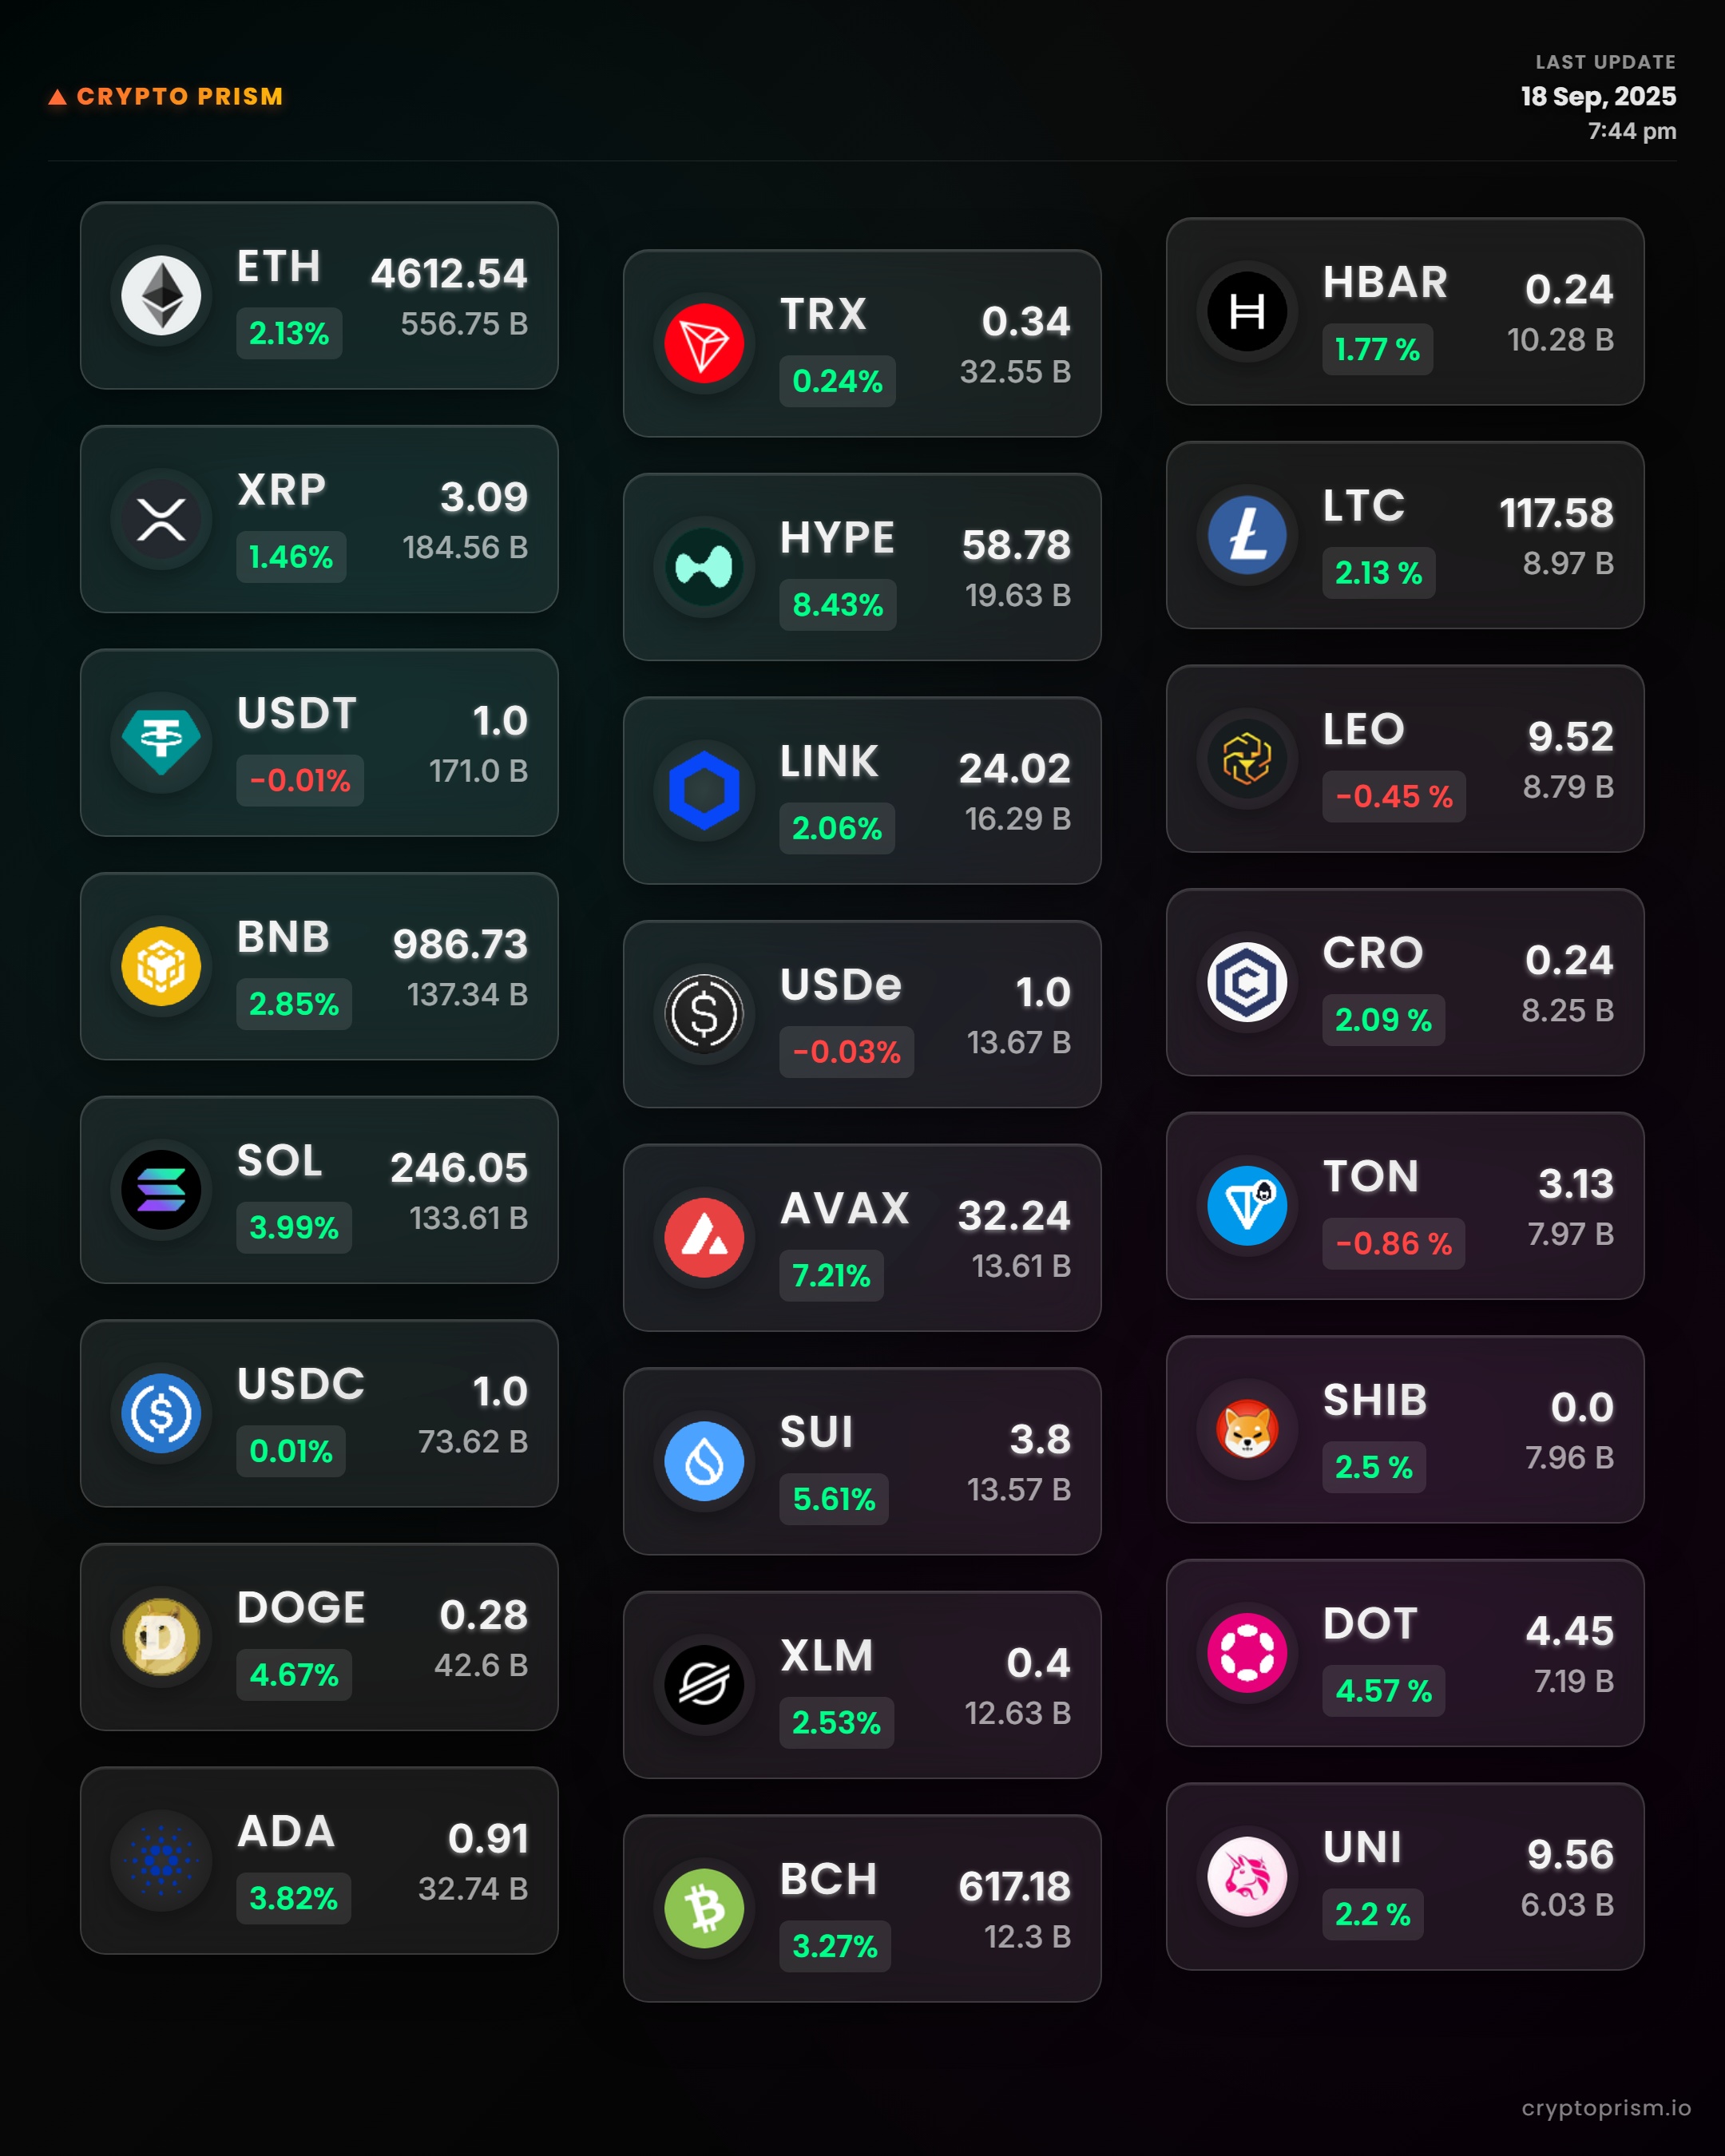 CRYPTO PRISM
LAST UPDATE
18 Sep, 2025
7:44 pm
ETH 4612.54
2.13% 556.75 B
XRP 3.09
1.46% 184.56 B
USDT 1.0
-0.01% 171.0 B
BNB 986.73
2.85% 137.34 B
SOL 246.05
3.99% 133.61 B
USDC 1.0
0.01% 73.62 B
DOGE 0.28
4.67% 42.6 B
ADA 0.91
3.82% 32.74 B
TRX 0.34
0.24% 32.55 B
HYPE 58.78
8.43% 19.63 B
LINK 24.02
2.06% 16.29 B
USDe 1.0
-0.03% 13.67 B
AVAX 32.24
7.21% 13.61 B
SUI 3.8
5.61% 13.57 B
XLM 0.4
2.53% 12.63 B
BCH 617.18
3.27% 12.3 B
HBAR 0.24
1.77 % 10.28 B
LTC 117.58
2.13 % 8.97 B
LEO 9.52
-0.45 % 8.79 B
CRO 0.24
2.09 % 8.25 B
TON 3.13
-0.86 % 7.97 B
SHIB 0.0
2.5 % 7.96 B
DOT 4.45
4.57 % 7.19 B
UNI 9.56
2.2 % 6.03 B
cryptoprism.io